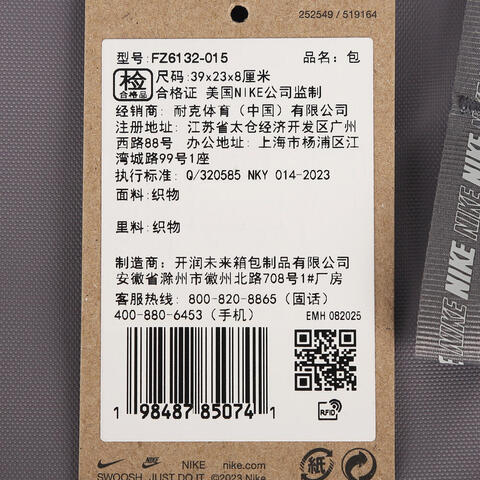 252549 / 519164
型号: FZ6132-015 品名: 包
检 合格品 尺码: 39x23x8厘米
合格证 美国NIKE公司监制
经销商: 耐克体育（中国）有限公司
注册地址: 江苏省太仓经济开发区广州
西路88号 办公地址: 上海市杨浦区江
湾城路99号1座
执行标准: Q/320585 NKY 014-2023
面料: 织物
里料: 织物
制造商: 开润未来箱包制品有限公司
安徽省滁州市徽州北路708号1#厂房
客服热线: 800-820-8865（固话）
400-880-6453（手机）
EMH 082025
1 98487 85074 1
RFID
NIKE nike.com
SWOOSH, JUST DO IT. ©2023 Nike
紙
NIKE NIKE NIKE